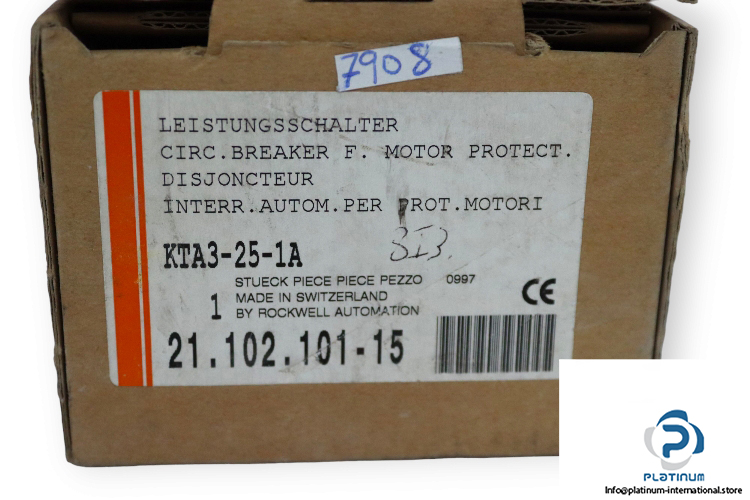 7908
LEISTUNGSSCHALTER
CIRC.BREAKER F. MOTOR PROTECT.
DISJONCTEUR
INTERR.AUTOM.PER PROT.MOTORI
KTA3-25-1A
STUECK PIECE PIECE PEZZO 0997
1 MADE IN SWITZERLAND CE
BY ROCKWELL AUTOMATION
21.102.101-15
PLATINUM
Info@platinum-international.store